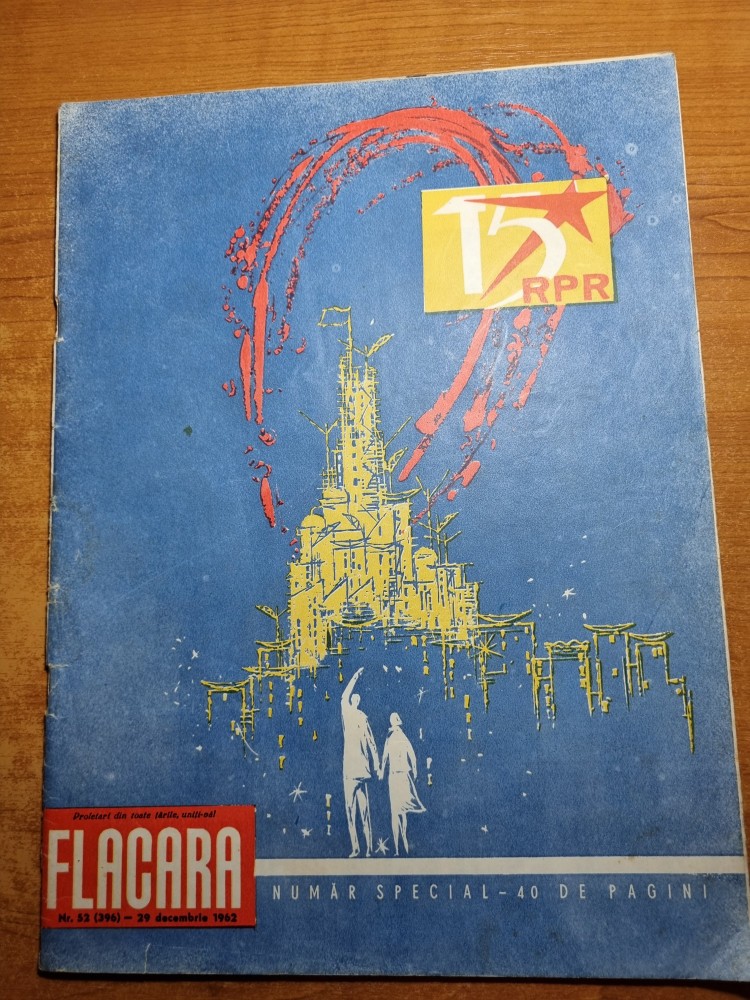 15
RPR
Proletari din toate țările, uniți-vă!
FLACARA
Nr. 52 (396) — 29 decembrie 1962
NUMĂR SPECIAL - 40 DE PAGINI